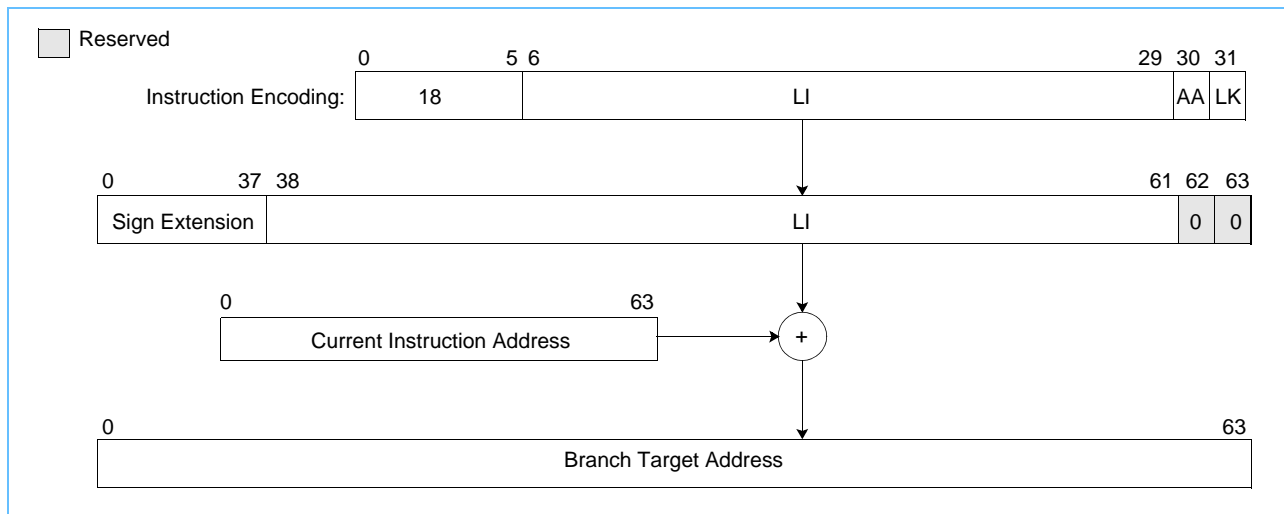 Reserved
0 5 6 29 30 31
Instruction Encoding: 18 LI AA LK
0 37 38 61 62 63
Sign Extension LI 0 0
0 63
Current Instruction Address +
0 63
Branch Target Address